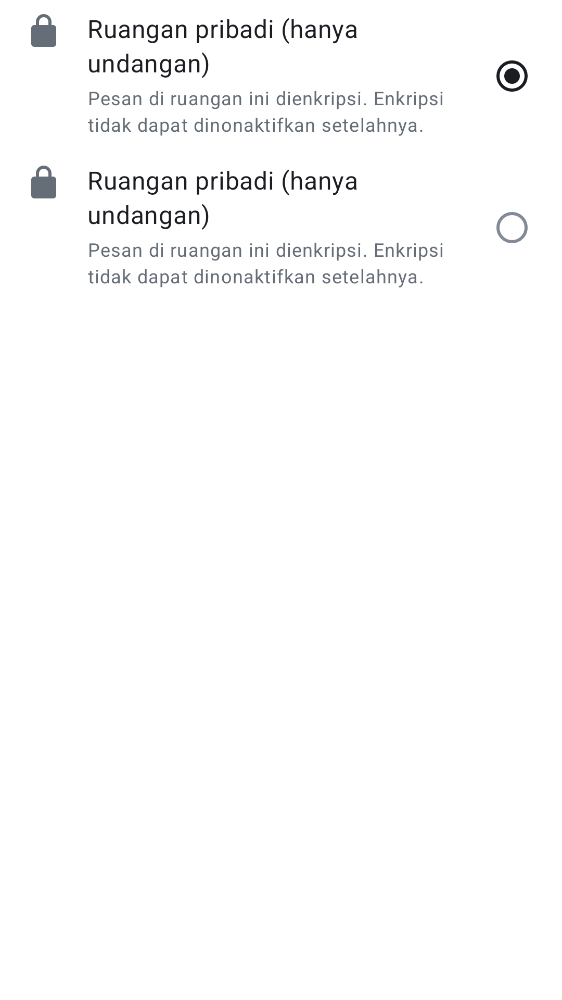 Ruangan pribadi (hanya
undangan)
Pesan di ruangan ini dienkripsi. Enkripsi
tidak dapat dinonaktifkan setelahnya.
Ruangan pribadi (hanya
undangan)
Pesan di ruangan ini dienkripsi. Enkripsi
tidak dapat dinonaktifkan setelahnya.